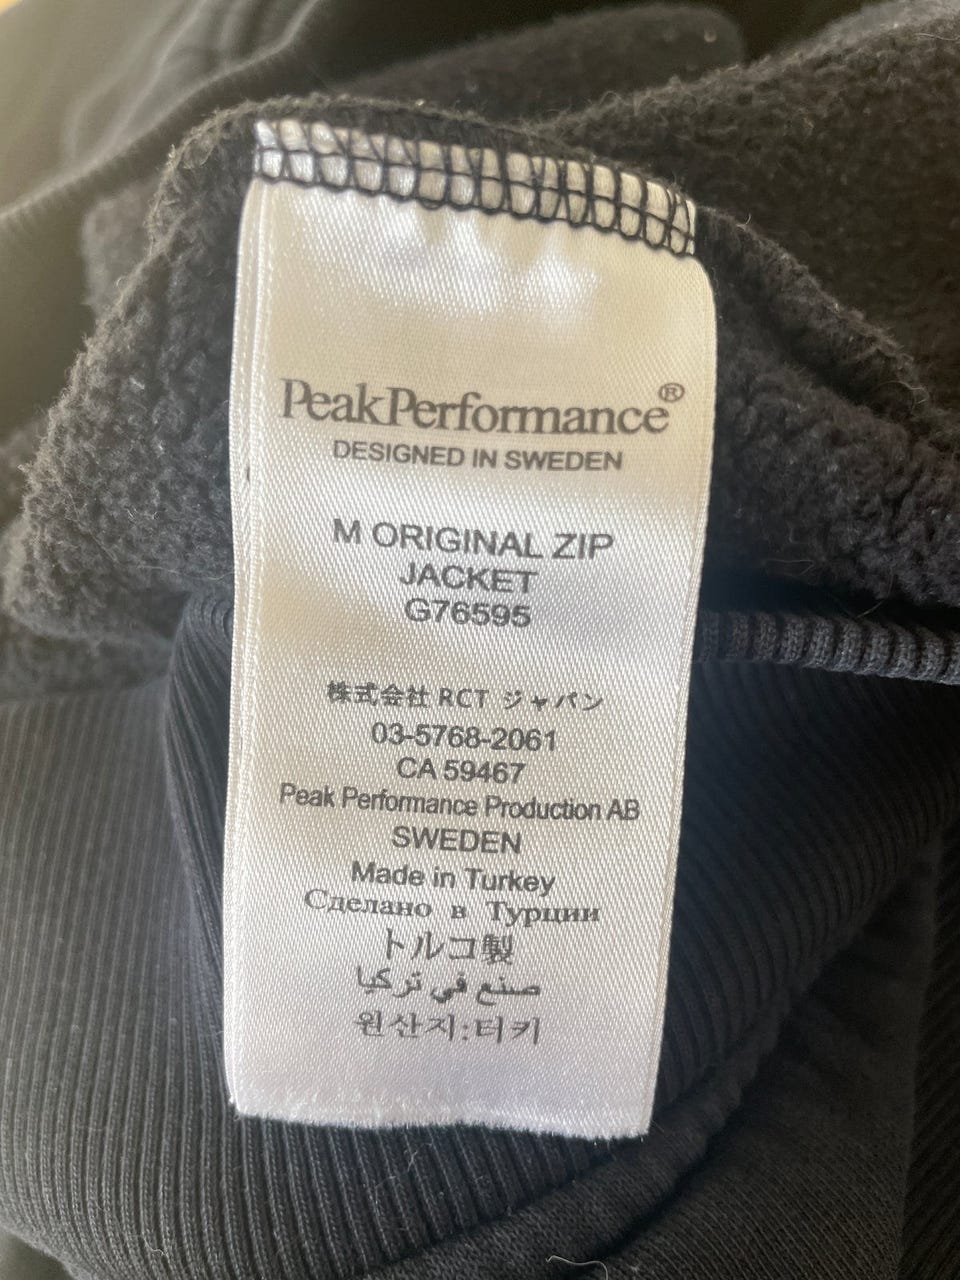 PeakPerformance®
DESIGNED IN SWEDEN
M ORIGINAL ZIP
JACKET
G76595
株式会社 RCT ジャパン
03-5768-2061
CA 59467
Peak Performance Production AB
SWEDEN
Made in Turkey
Сделано в Турции
トルコ製
صنع في تركيا
원산지:터키